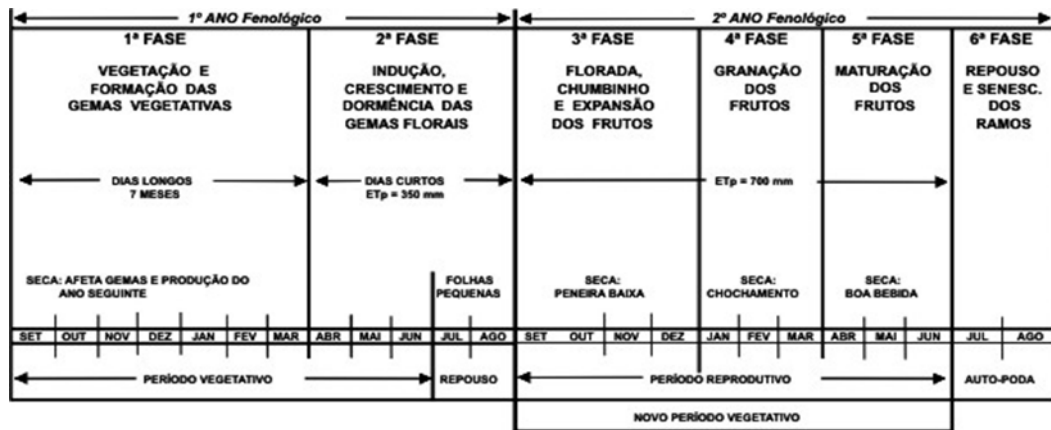 1º ANO Fenológico
2º ANO Fenológico
1ª FASE
2ª FASE
3ª FASE
4ª FASE
5ª FASE
6ª FASE
VEGETAÇÃO E
FORMAÇÃO DAS
GEMAS VEGETATIVAS
INDUÇÃO,
CRESCIMENTO E
DORMÊNCIA DAS
GEMAS FLORAIS
FLORADA,
CHUMBINHO
E EXPANSÃO
DOS FRUTOS
GRANAÇÃO
DOS
FRUTOS
MATURAÇÃO
DOS
FRUTOS
REPOUSO
E SENESC.
DOS
RAMOS
DIAS LONGOS
7 MESES
DIAS CURTOS
ETp = 350 mm
ETp = 700 mm
SECA: AFETA GEMAS E PRODUÇÃO DO
ANO SEGUINTE
FOLHAS
PEQUENAS
SECA:
PENEIRA BAIXA
SECA:
CHOCHAMENTO
SECA:
BOA BEBIDA
SET OUT NOV DEZ JAN FEV MAR ABR MAI JUN JUL AGO SET OUT NOV DEZ JAN FEV MAR ABR MAI JUN JUL AGO
PERÍODO VEGETATIVO
REPOUSO
PERÍODO REPRODUTIVO
AUTO-PODA
NOVO PERÍODO VEGETATIVO